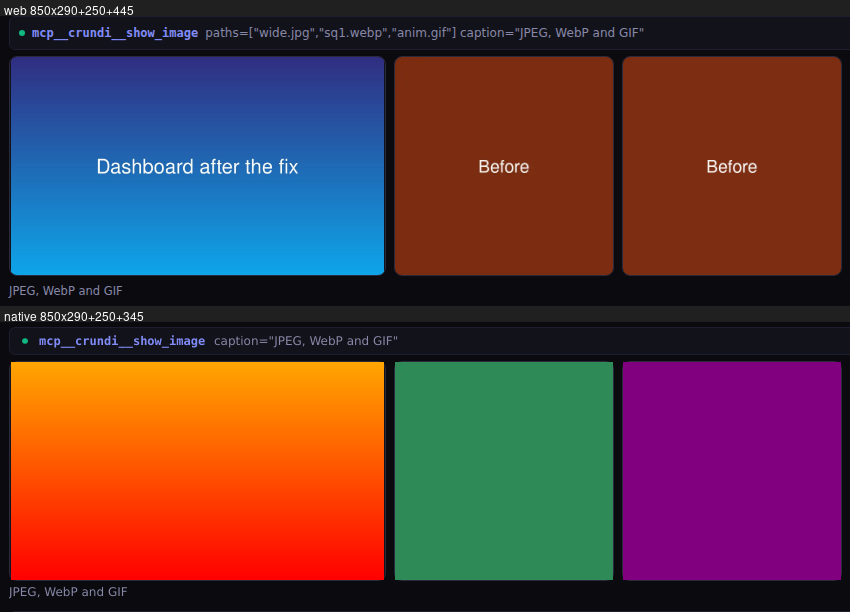 web 850x290+250+445
mcp__crundi__show_image paths=["wide.jpg","sq1.webp","anim.gif"] caption="JPEG, WebP and GIF"
Dashboard after the fix
Before
Before
JPEG, WebP and GIF
native 850x290+250+345
mcp__crundi__show_image caption="JPEG, WebP and GIF"
JPEG, WebP and GIF